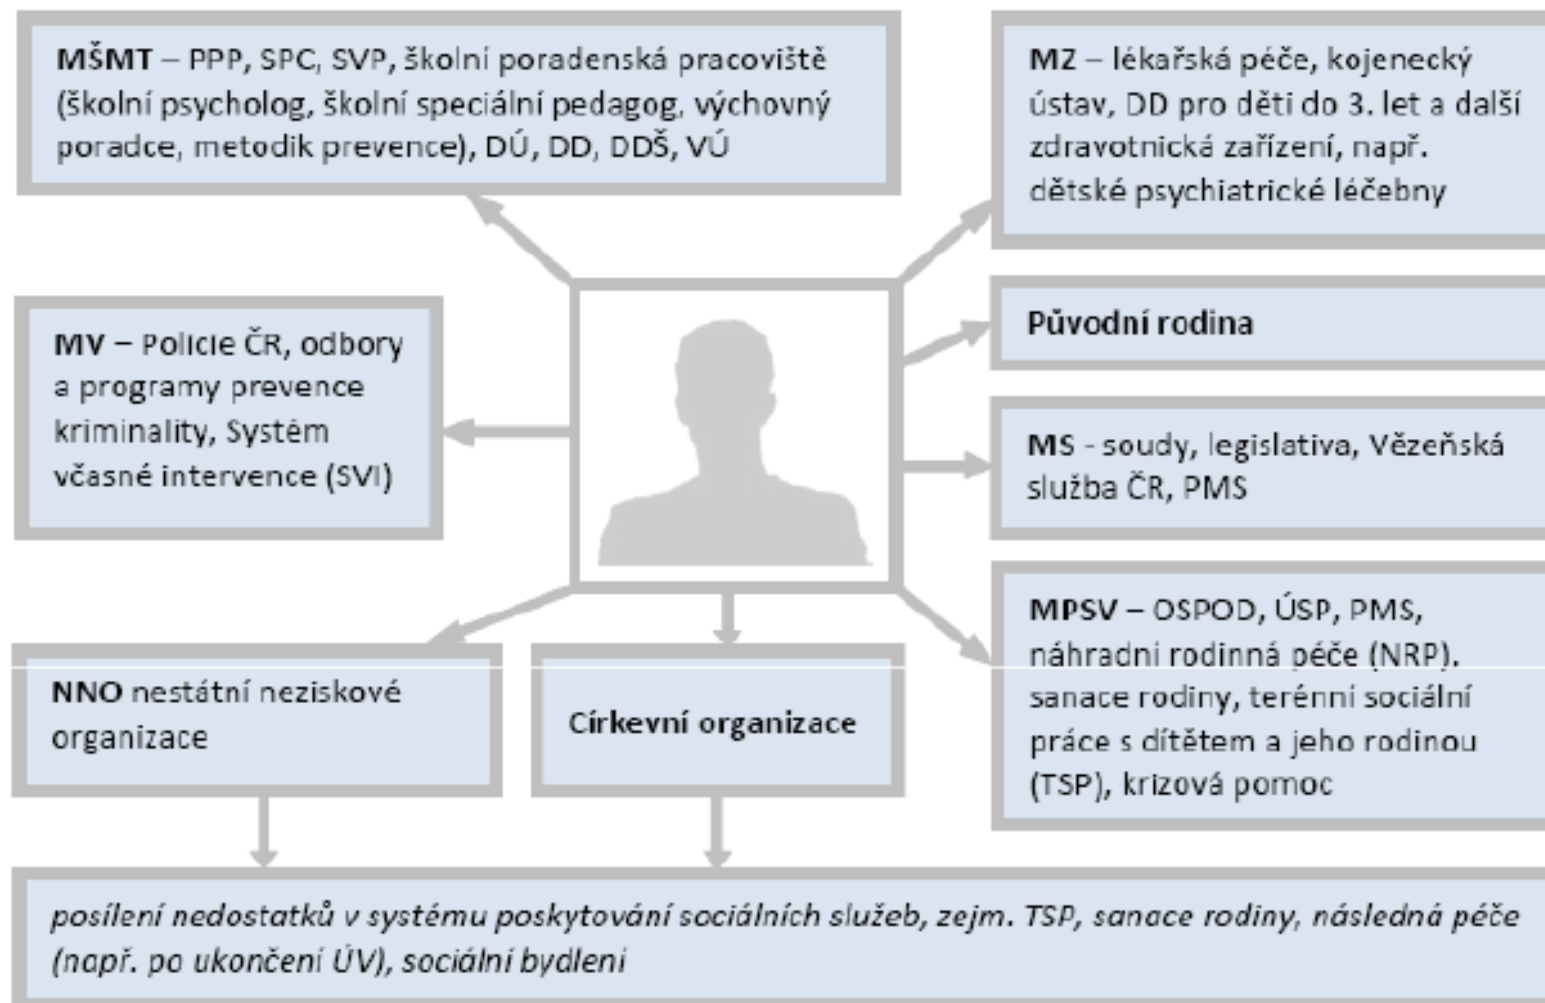 MŠMT – PPP, SPC, SVP, školní poradenská pracoviště
(školní psycholog, školní speciální pedagog, výchovný
poradce, metodik prevence), DÚ, DD, DDŠ, VÚ
MZ – lékařská péče, kojenecký
ústav, DD pro děti do 3. let a další
zdravotnická zařízení, např.
dětské psychiatrické léčebny
MV – Policie ČR, odbory
a programy prevence
kriminality, Systém
včasné intervence (SVI)
Původní rodina
MS - soudy, legislativa, Vězeňská
služba ČR, PMS
MPSV – OSPOD, ÚSP, PMS,
náhradní rodinná péče (NRP),
sanace rodiny, terénní sociální
práce s dítětem a jeho rodinou
(TSP), krizová pomoc
NNO nestátní neziskové
organizace
Církevní organizace
posílení nedostatků v systému poskytování sociálních služeb, zejm. TSP, sanace rodiny, následná péče
(např. po ukončení ÚV), sociální bydlení